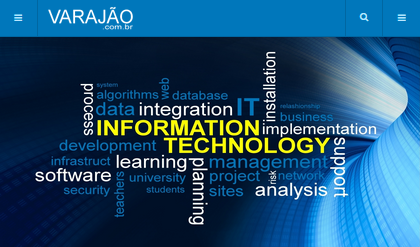 VARAJÃO
.com.br
system
algorithms
web
database
process
data
integration
IT
installation
relashionship
business
INFORMATION
implementation
TECHNOLOGY
development
infrastruct
learning
management
support
software
planning
project
risk
network
teachers
university
security
students
sites
analysis